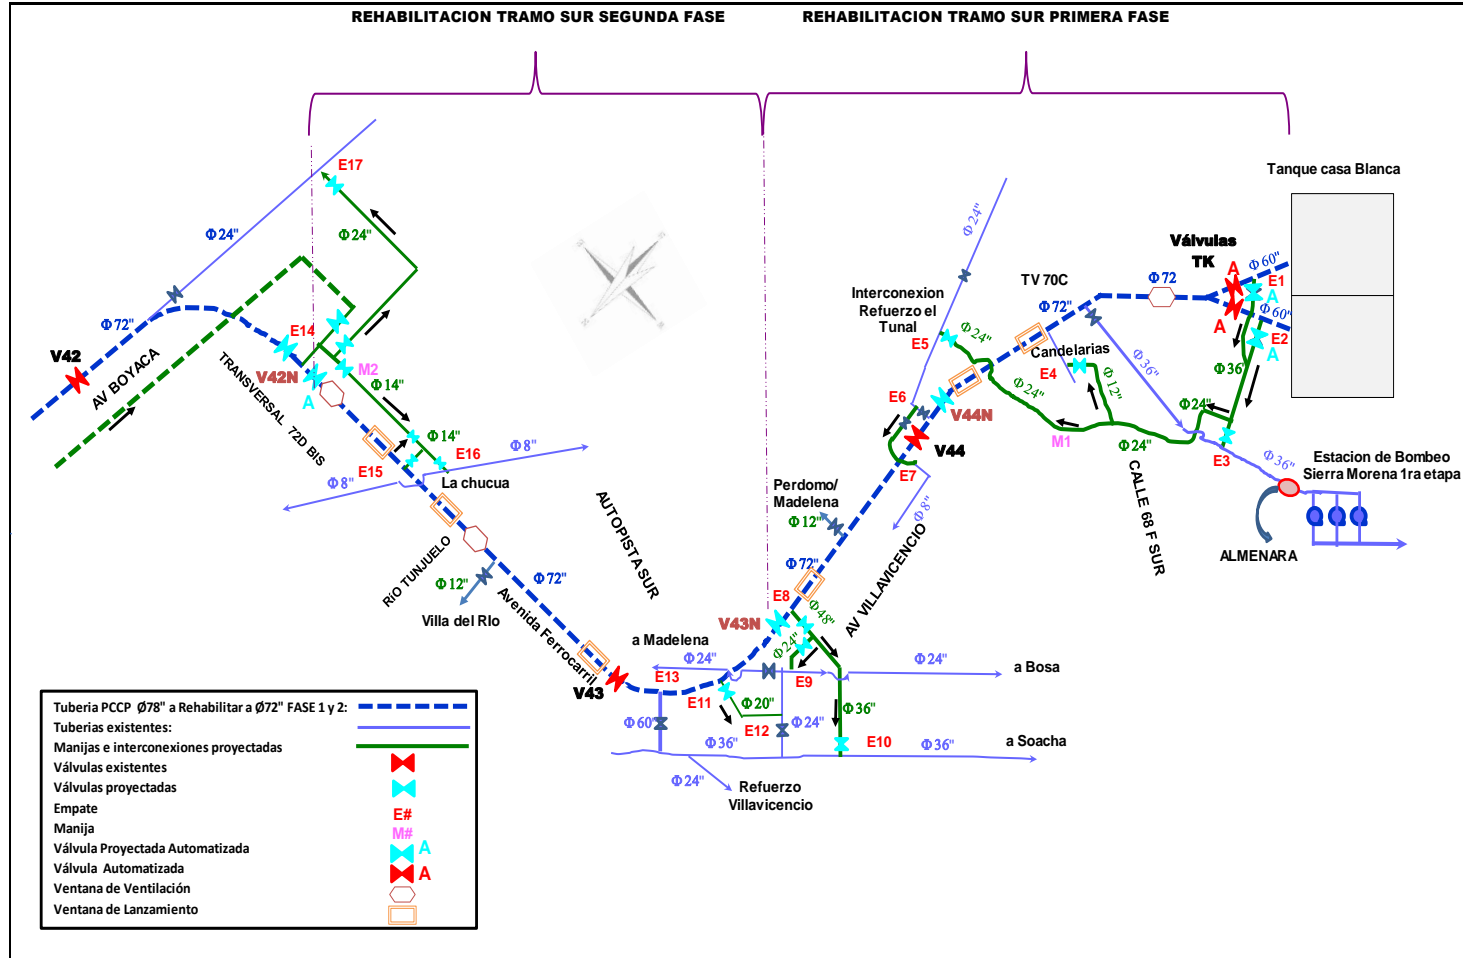 REHABILITACION TRAMO SUR SEGUNDA FASE
REHABILITACION TRAMO SUR PRIMERA FASE
E17
Φ24"
Φ24"
Φ72"
V42
AV BOYACA
E14
V42N
A
M2
TRANSVERSAL 72D BIS
Φ14"
Φ14"
E15
E16
La chucua
Φ8"
Φ8"
RíO TUNJUELO
Φ12"
Villa del RIo
Φ72"
Avenida Ferrocarril
AUTOPISTA SUR
V43
a Madelena
Φ24"
E13
E11
Φ20"
E12
Φ60"
Φ36"
Φ24"
Φ24"
Refuerzo
Villavicencio
V43N
E8
Φ48"
Φ24"
E9
Φ24"
a Bosa
Φ36"
E10
Φ36"
a Soacha
Φ72"
Perdomo/
Madelena
Φ12"
AV VILLAVICENCIO
Φ8"
E7
E6
V44
V44N
Interconexion
Refuerzo el
Tunal
E5
Φ24"
Φ24"
Φ24"
TV 70C
Φ72"
Candelarias
E4
Φ12"
M1
Φ24"
CALLE 68 F SUR
Φ36"
Φ24"
E3
Φ36"
Φ36"
Φ72
Válvulas
TK
A
A
Φ60"
E1
A
Φ60"
E2
A
Tanque casa Blanca
Estacion de Bombeo
Sierra Morena 1ra etapa
ALMENARA
Tuberia PCCP Ø78" a Rehabilitar a Ø72" FASE 1 y 2:
Tuberias existentes:
Manijas e interconexiones proyectadas
Válvulas existentes
Válvulas proyectadas
Empate
E#
Manija
M#
Válvula Proyectada Automatizada
A
Válvula Automatizada
A
Ventana de Ventilación
Ventana de Lanzamiento